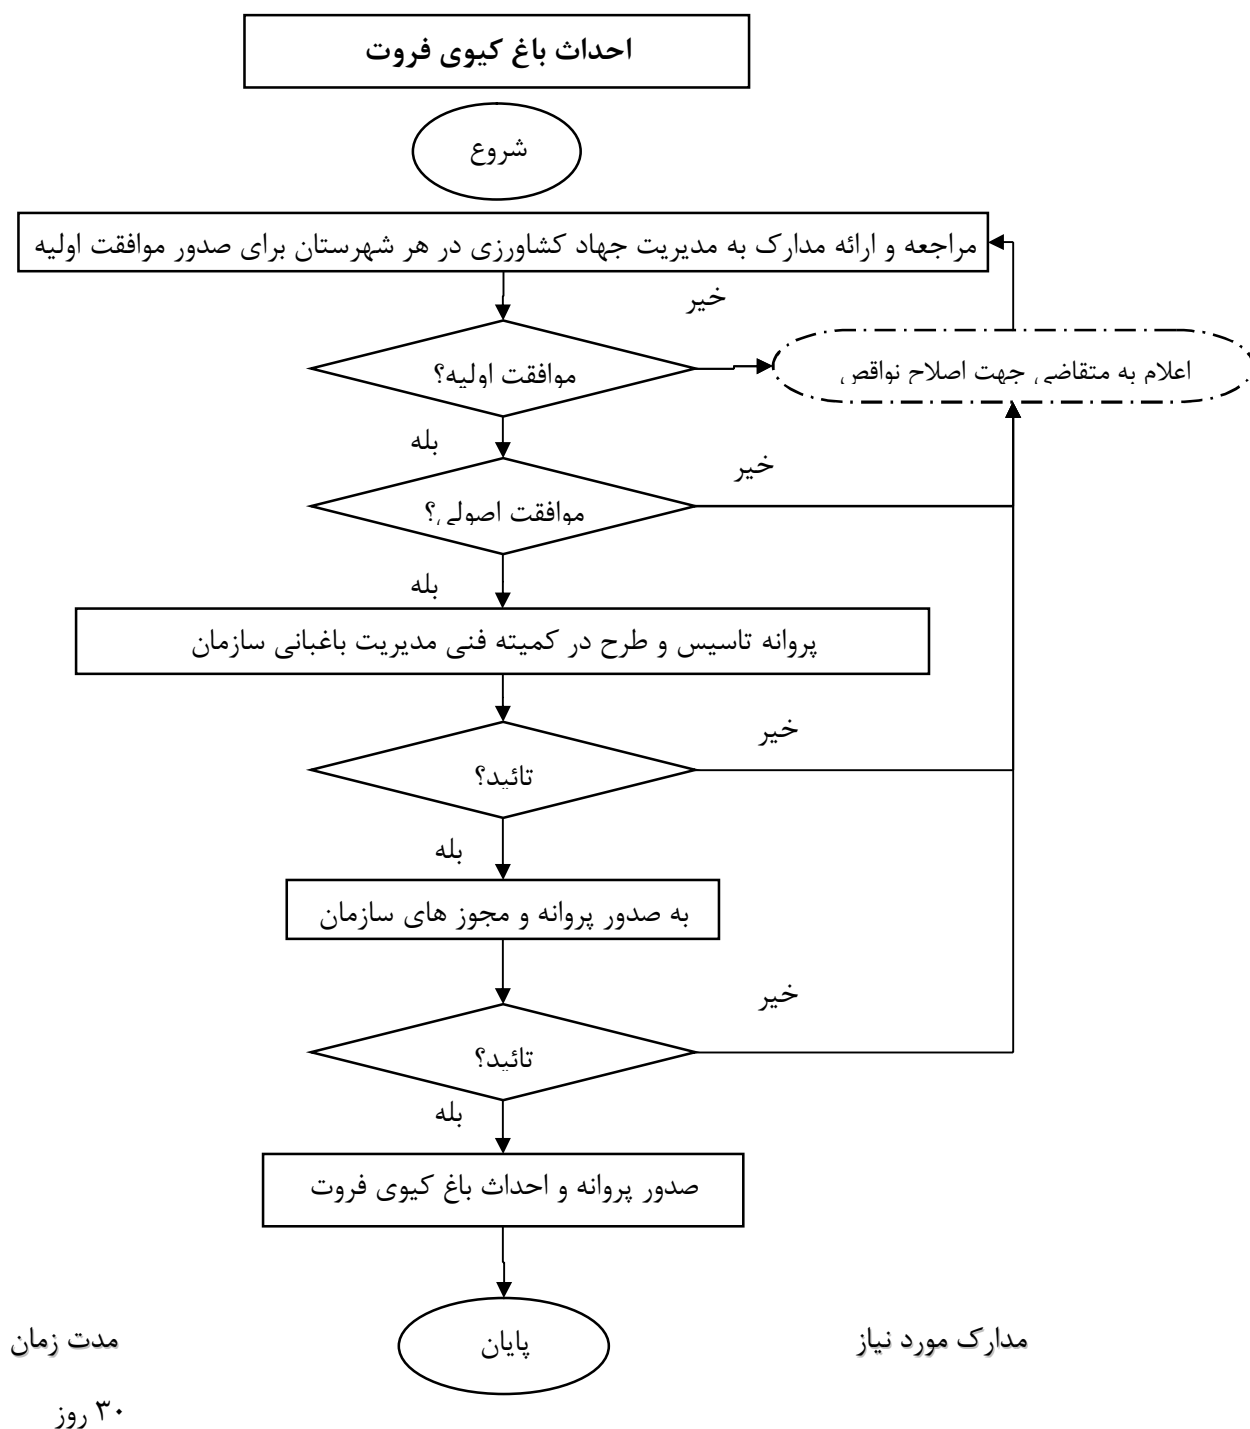 احداث باغ کیوی فروت
شروع
مراجعه و ارائه مدارک به مدیریت جهاد کشاورزی در هر شهرستان برای صدور موافقت اولیه
خیر
موافقت اولیه؟
اعلام به متقاضی جهت اصلاح نواقص
بله
خیر
موافقت اصولی؟
بله
پروانه تاسیس و طرح در کمیته فنی مدیریت باغبانی سازمان
خیر
تائید؟
بله
به صدور پروانه و مجوز های سازمان
خیر
تائید؟
بله
صدور پروانه و احداث باغ کیوی فروت
پایان
مدارک مورد نیاز
مدت زمان
۳۰ روز